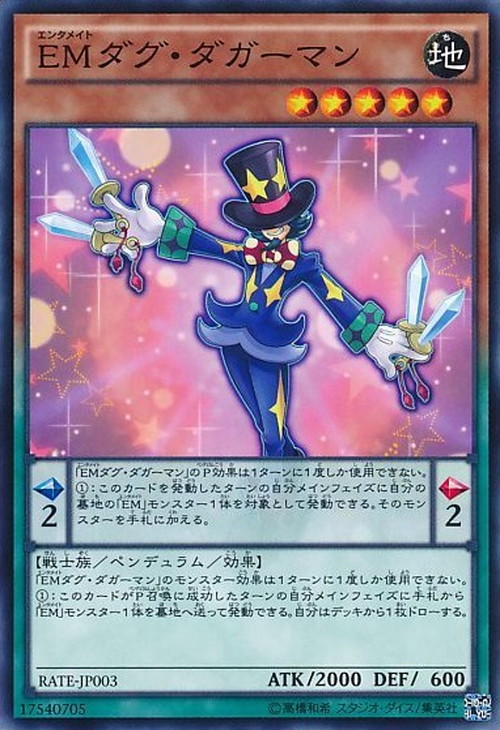 エンタメイト
EMダグ・ダガーマン
ち
地
「EMダグ・ダガーマン」のP効果は1ターンに1度しか使用できない。
①:このカードを発動したターンの自分メインフェイズに自分の
墓地の「EM」モンスター1体を対象として発動できる。そのモン
スターを手札に加える。
2
2
【戦士族/ペンデュラム/効果】
「EMダグ・ダガーマン」のモンスター効果は1ターンに1度しか使用できない。
①:このカードがP召喚に成功したターンの自分メインフェイズに手札から
「EM」モンスター1体を墓地へ送って発動できる。自分はデッキから1枚ドローする。
RATE-JP003
ATK/2000 DEF/ 600
17540705
©高橋和希 スタジオ・ダイス/集英社